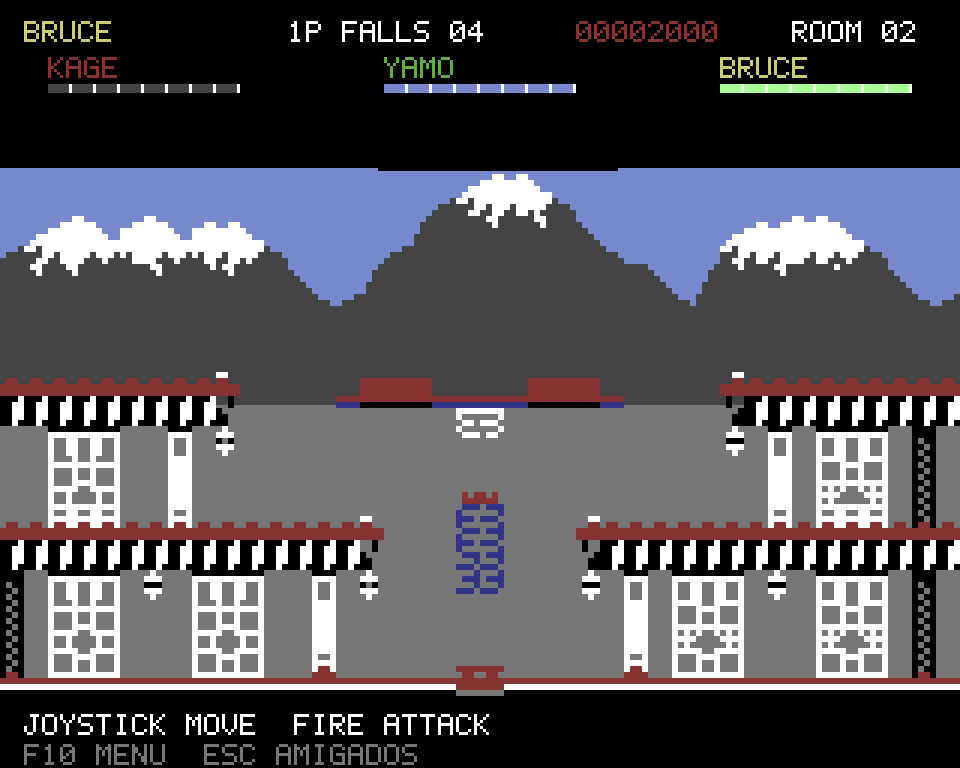 BRUCE 1P FALLS 04 00002000 ROOM 02
KAGE YAMO BRUCE
JOYSTICK MOVE FIRE ATTACK
F10 MENU ESC AMIGADOS